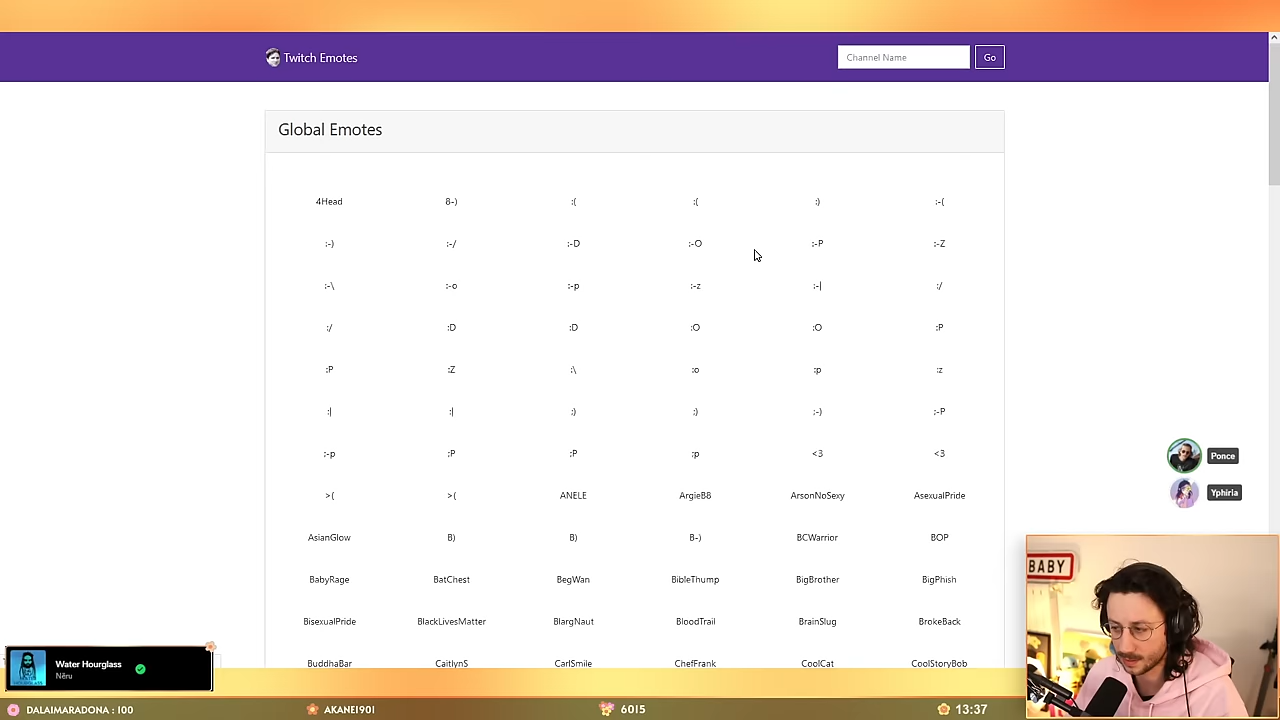 Twitch Emotes
Channel Name
Go
Global Emotes
4Head 8-) :( :( :) :-(
:-) :-/ :-D :-O :-P :-Z
:-\ :-o :-p :-z :-| :/
:/ :D :D :O :O :P
:P :Z :\ :o :p :z
:| :| ;) ;) ;-) ;-P
;-p ;P ;P ;p <3 <3
>( >( ANELE ArgieB8 ArsonNoSexy AsexualPride
AsianGlow B) B) B-) BCWarrior BOP
BabyRage BatChest BegWan BibleThump BigBrother BigPhish
BisexualPride BlackLivesMatter BlargNaut BloodTrail BrainSlug BrokeBack
BuddhaBar CaitlynS CarlSmile ChefFrank CoolCat CoolStoryBob
Ponce
Yphiria
BABY
Water Hourglass
Nēru
DALAIMARADONA : 100
AKANE1901
6015
13:37